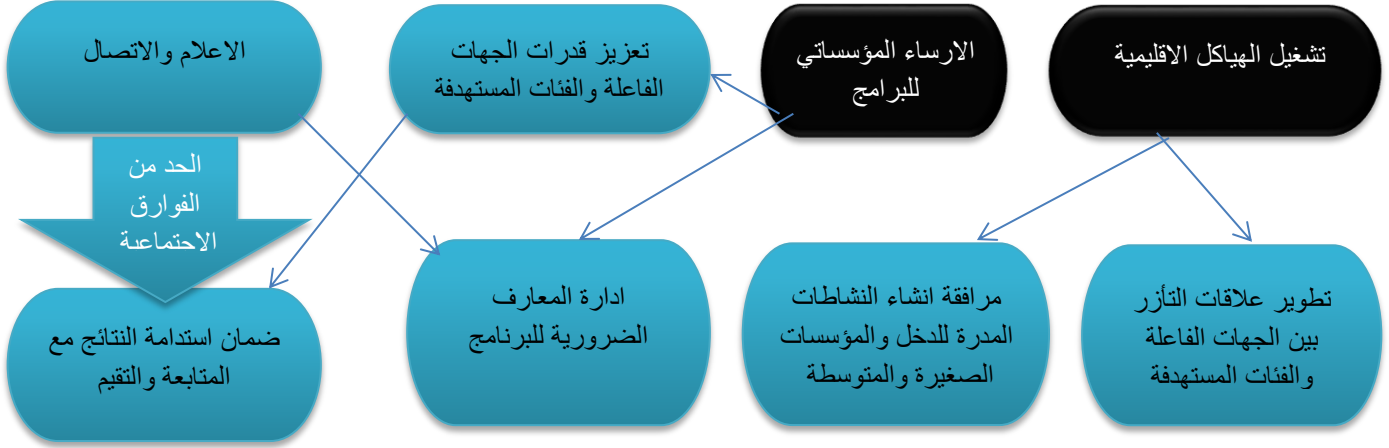 تشغيل الهياكل الاقليمية
الارساء المؤسساتي
للبرامج
تعزيز قدرات الجهات
الفاعلة والفئات المستهدفة
الاعلام والاتصال
الحد من
الفوارق
الاجتماعية
تطوير علاقات التأزر
بين الجهات الفاعلة
والفئات المستهدفة
مرافقة انشاء النشاطات
المدرة للدخل والمؤسسات
الصغيرة والمتوسطة
ادارة المعارف
الضرورية للبرنامج
ضمان استدامة النتائج مع
المتابعة والتقيم